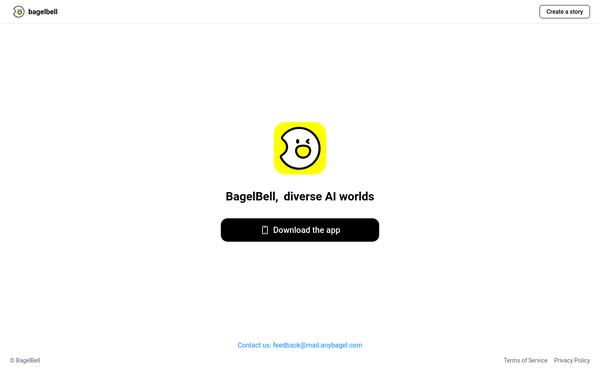 bagelbell
Create a story
BagelBell, diverse AI worlds
Download the app
Contact us: feedback@mail.anybagel.com
© BagelBell
Terms of Service Privacy Policy